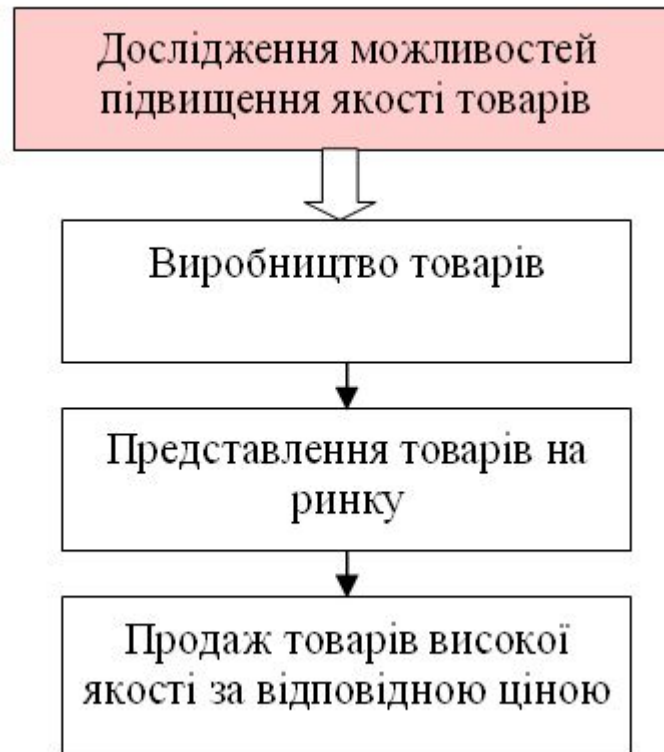 Дослідження можливостей
підвищення якості товарів
Виробництво товарів
Представлення товарів на
ринку
Продаж товарів високої
якості за відповідною ціною